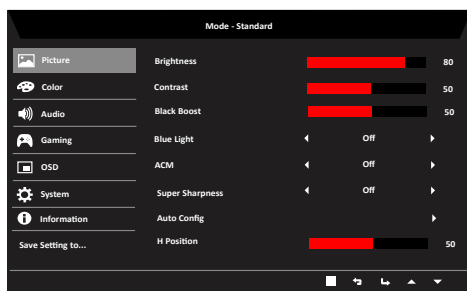 Mode - Standard
Picture
Color
Audio
Gaming
OSD
System
Information
Save Setting to...
Brightness 80
Contrast 50
Black Boost 50
Blue Light Off
ACM Off
Super Sharpness Off
Auto Config
H Position 50